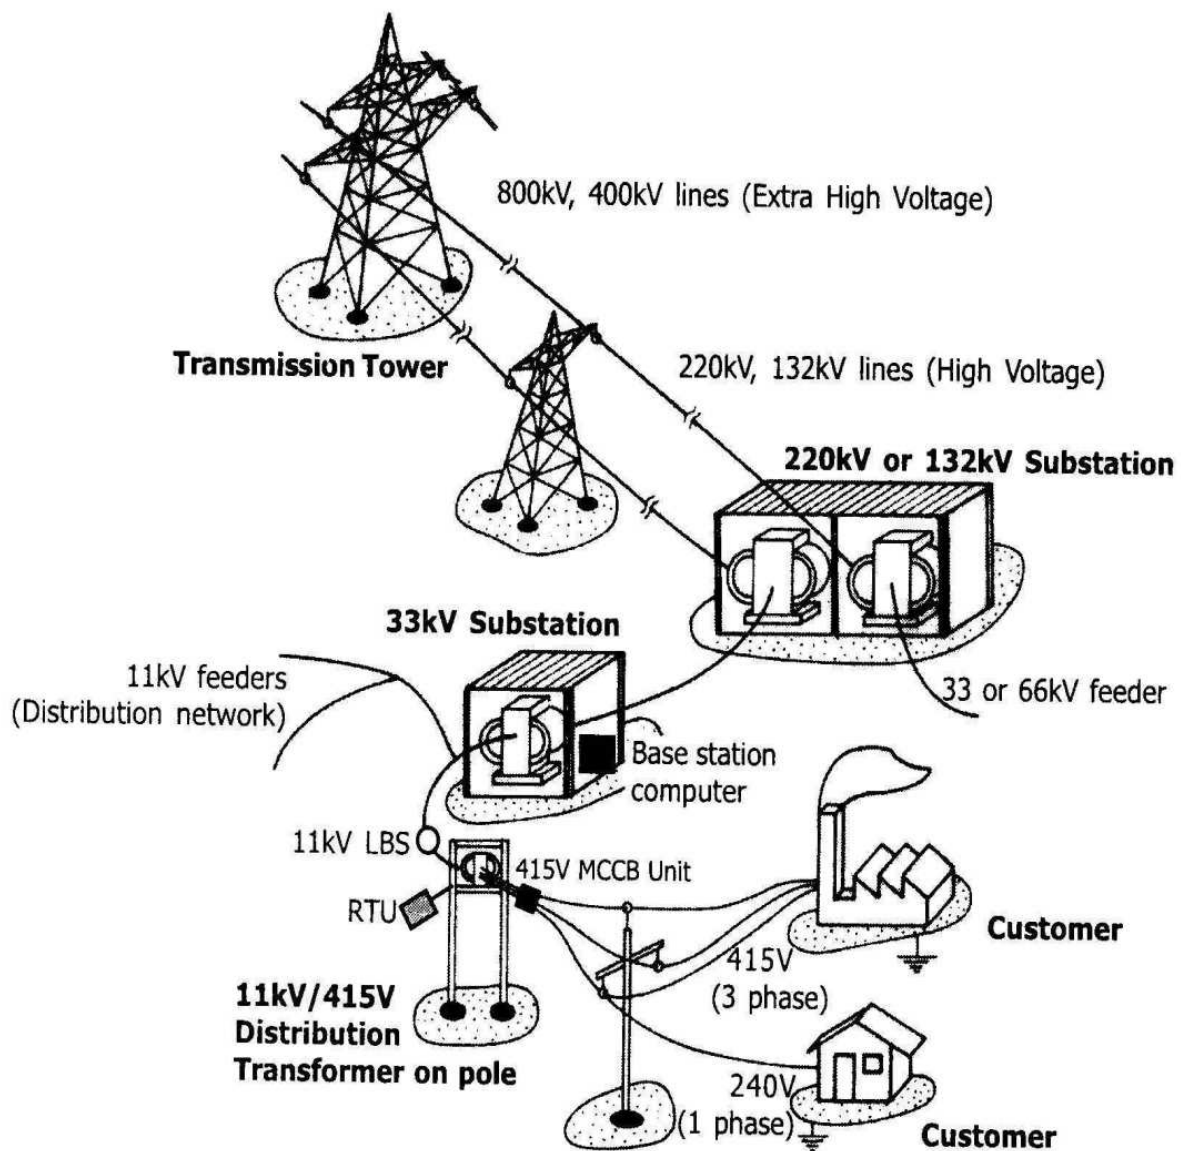 800kV, 400kV lines (Extra High Voltage)
Transmission Tower
220kV, 132kV lines (High Voltage)
220kV or 132kV Substation
33kV Substation
11kV feeders
(Distribution network)
33 or 66kV feeder
Base station
computer
11kV LBS
415V MCCB Unit
RTU
Customer
415V
(3 phase)
11kV/415V
Distribution
Transformer on pole
240V
(1 phase)
Customer